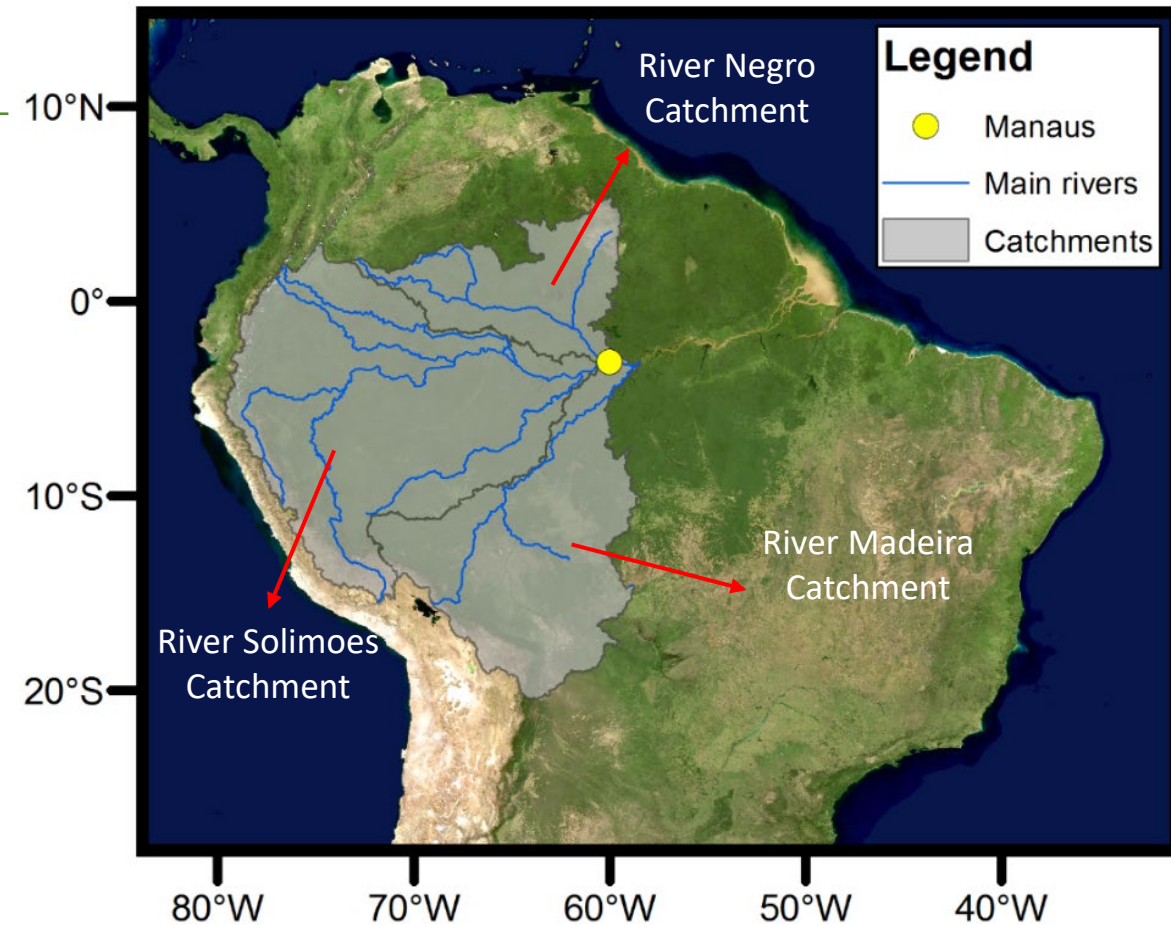 River Negro
Catchment
Legend
Manaus
Main rivers
Catchments
10°N
0°
10°S
20°S
River Madeira
Catchment
River Solimoes
Catchment
80°W
70°W
60°W
50°W
40°W